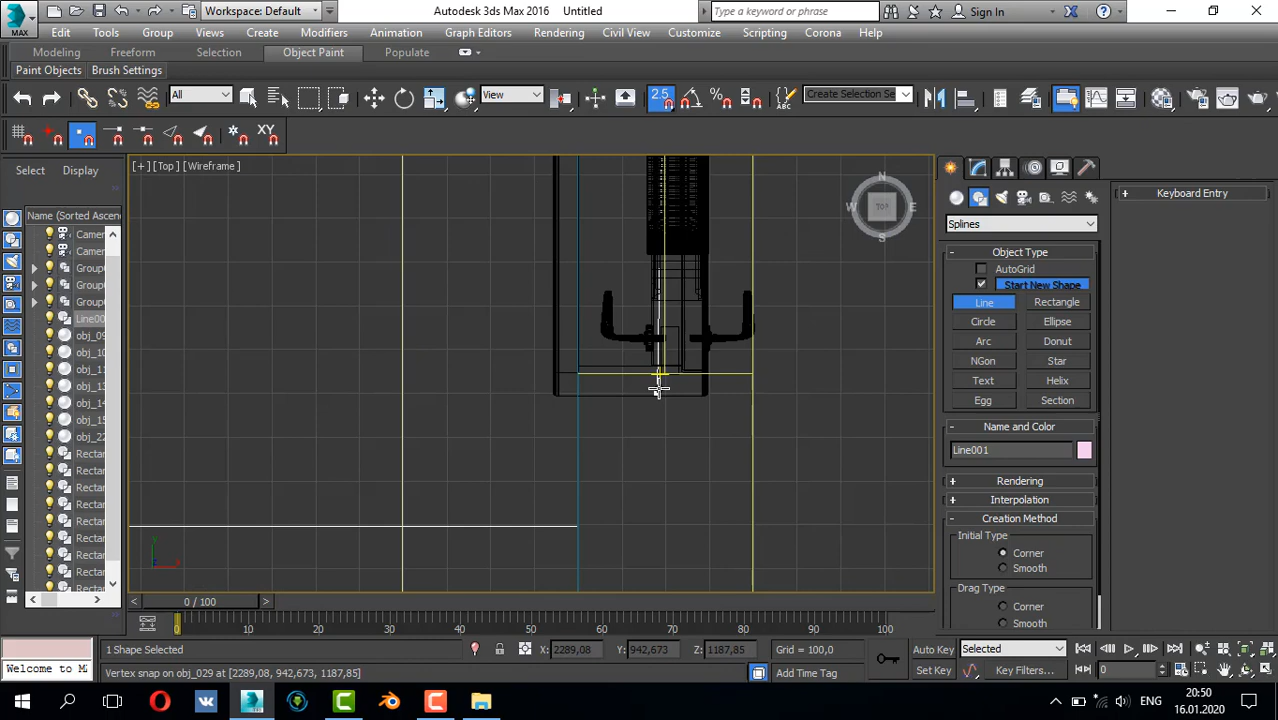 MAX
Workspace: Default
Autodesk 3ds Max 2016
Untitled
Type a keyword or phrase
Sign In
Edit
Tools
Group
Views
Create
Modifiers
Animation
Graph Editors
Rendering
Civil View
Customize
Scripting
Corona
Help
Modeling
Freeform
Selection
Object Paint
Populate
Paint Objects
Brush Settings
All
View
2.5
Create Selection Se
XY
Select
Display
Name (Sorted Ascen
Camer
Camer
Group
Group
Group
Line00
obj_09
obj_10
obj_11
obj_13
obj_14
obj_15
obj_22
Rectan
Rectan
Rectan
Rectan
Rectan
Rectan
Rectan
Rectan
Rectan
[+] [Top] [Wireframe]
N
W
TOP
E
S
Keyboard Entry
Splines
Object Type
AutoGrid
Start New Shape
Line
Rectangle
Circle
Ellipse
Arc
Donut
NGon
Star
Text
Helix
Egg
Section
Name and Color
Line001
Rendering
Interpolation
Creation Method
Initial Type
Corner
Smooth
Drag Type
Corner
Smooth
0 / 100
0
10
20
30
40
50
60
70
80
90
100
1 Shape Selected
X: 2289,08
Y: 942,673
Z: 1187,85
Grid = 100,0
Auto Key
Selected
Welcome to M
Vertex snap on obj_029 at [2289,08, 942,673, 1187,85]
Add Time Tag
Set Key
Key Filters...
0
ENG
20:50
16.01.2020